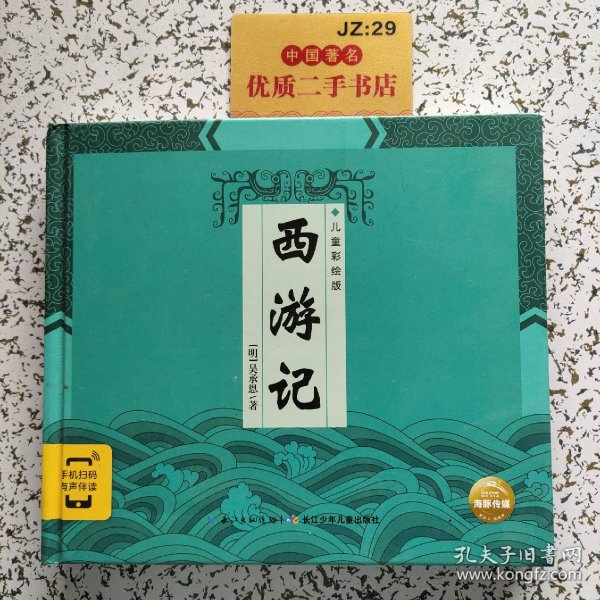 JZ:29
中国著名
优质二手书店
儿童彩绘版
西游记
[明]吴承恩/著
手机扫码
有声伴读
海豚传媒
长江少年儿童出版社
孔夫子旧书网
www.kongfz.com